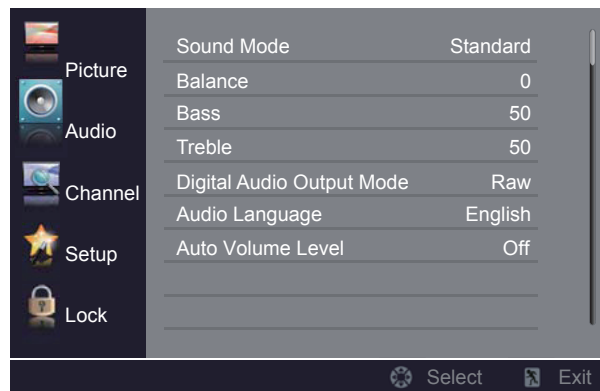 Picture
Audio
Channel
Setup
Lock
Sound Mode Standard
Balance 0
Bass 50
Treble 50
Digital Audio Output Mode Raw
Audio Language English
Auto Volume Level Off
Select Exit